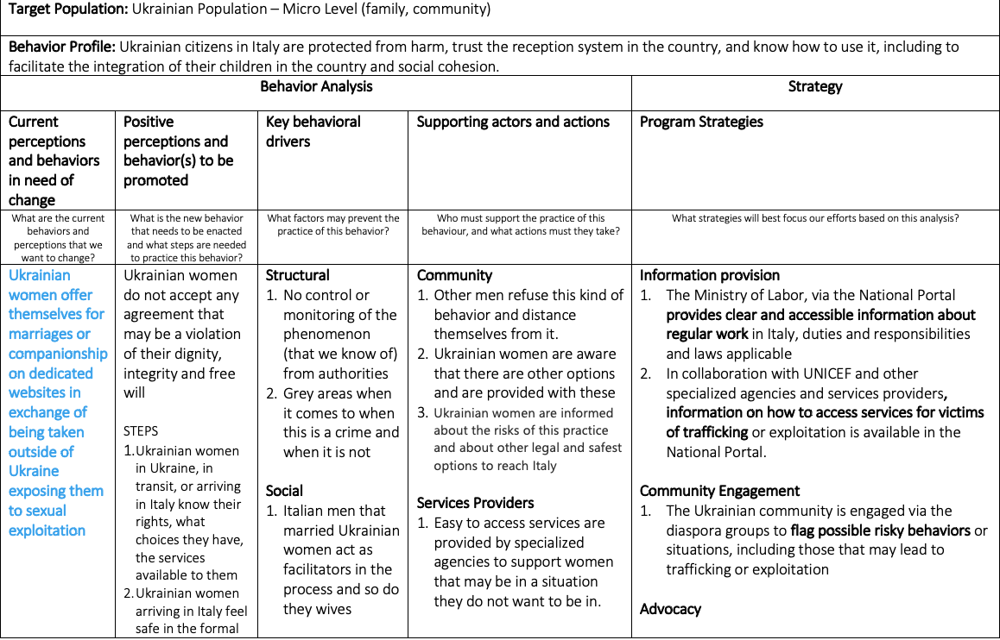 Target Population: Ukrainian Population – Micro Level (family, community)
Behavior Profile: Ukrainian citizens in Italy are protected from harm, trust the reception system in the country, and know how to use it, including to
facilitate the integration of their children in the country and social cohesion.
Behavior Analysis
Strategy
Current
perceptions
and behaviors
in need of
change
Positive
perceptions and
behavior(s) to be
promoted
Key behavioral
drivers
Supporting actors and actions
Program Strategies
What are the current
behaviors and
perceptions that we
want to change?
What is the new behavior
that needs to be enacted
and what steps are needed
to practice this behavior?
What factors may prevent the
practice of this behavior?
Who must support the practice of this
behaviour, and what actions must they take?
What strategies will best focus our efforts based on this analysis?
Ukrainian
women offer
themselves for
marriages or
companionship
on dedicated
websites in
exchange of
being taken
outside of
Ukraine
exposing them
to sexual
exploitation
Ukrainian women
do not accept any
agreement that
may be a violation
of their dignity,
integrity and free
will
STEPS
1.Ukrainian women
in Ukraine, in
transit, or arriving
in Italy know their
rights, what
choices they have,
the services
available to them
2.Ukrainian women
arriving in Italy feel
safe in the formal
Structural
1. No control or
monitoring of the
phenomenon
(that we know of)
from authorities
2. Grey areas when
it comes to when
this is a crime and
when it is not
Social
1. Italian men that
married Ukrainian
women act as
facilitators in the
process and so do
they wives
Community
1. Other men refuse this kind of
behavior and distance
themselves from it.
2. Ukrainian women are aware
that there are other options
and are provided with these
3. Ukrainian women are informed
about the risks of this practice
and about other legal and safest
options to reach Italy
Services Providers
1. Easy to access services are
provided by specialized
agencies to support women
that may be in a situation
they do not want to be in.
Information provision
1. The Ministry of Labor, via the National Portal
provides clear and accessible information about
regular work in Italy, duties and responsibilities
and laws applicable
2. In collaboration with UNICEF and other
specialized agencies and services providers,
information on how to access services for victims
of trafficking or exploitation is available in the
National Portal.
Community Engagement
1. The Ukrainian community is engaged via the
diaspora groups to flag possible risky behaviors or
situations, including those that may lead to
trafficking or exploitation
Advocacy